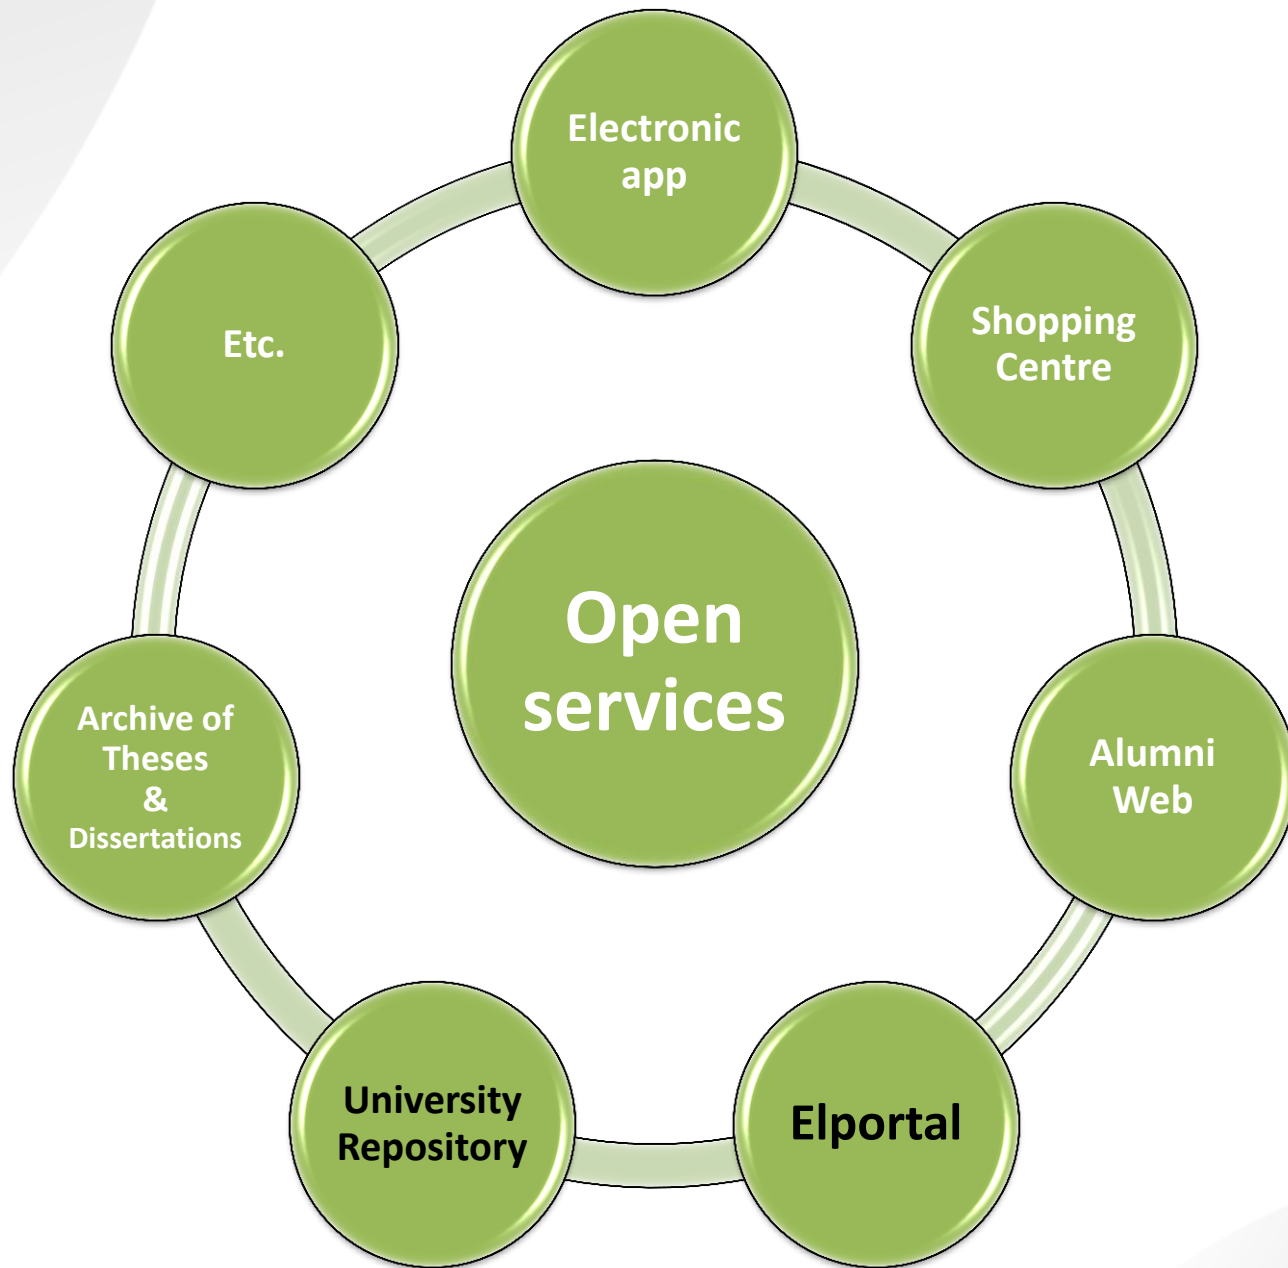 Electronic
app
Shopping
Centre
Alumni
Web
Elportal
University
Repository
Archive of
Theses
&
Dissertations
Etc.
Open
services